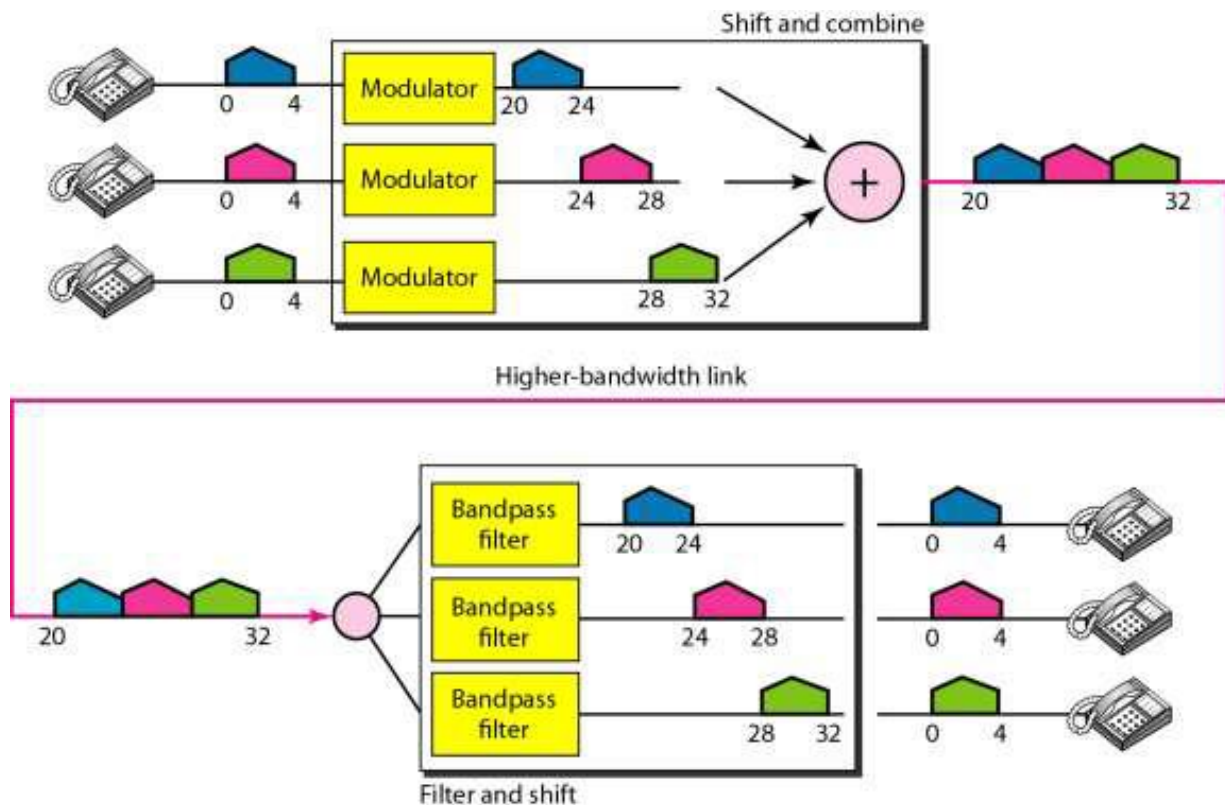 Shift and combine
Modulator
0 4
20 24
Modulator
0 4
24 28
+
20 32
Modulator
0 4
28 32
Higher-bandwidth link
Bandpass
filter
20 24
0 4
20 32
Bandpass
filter
24 28
0 4
Bandpass
filter
28 32
0 4
Filter and shift